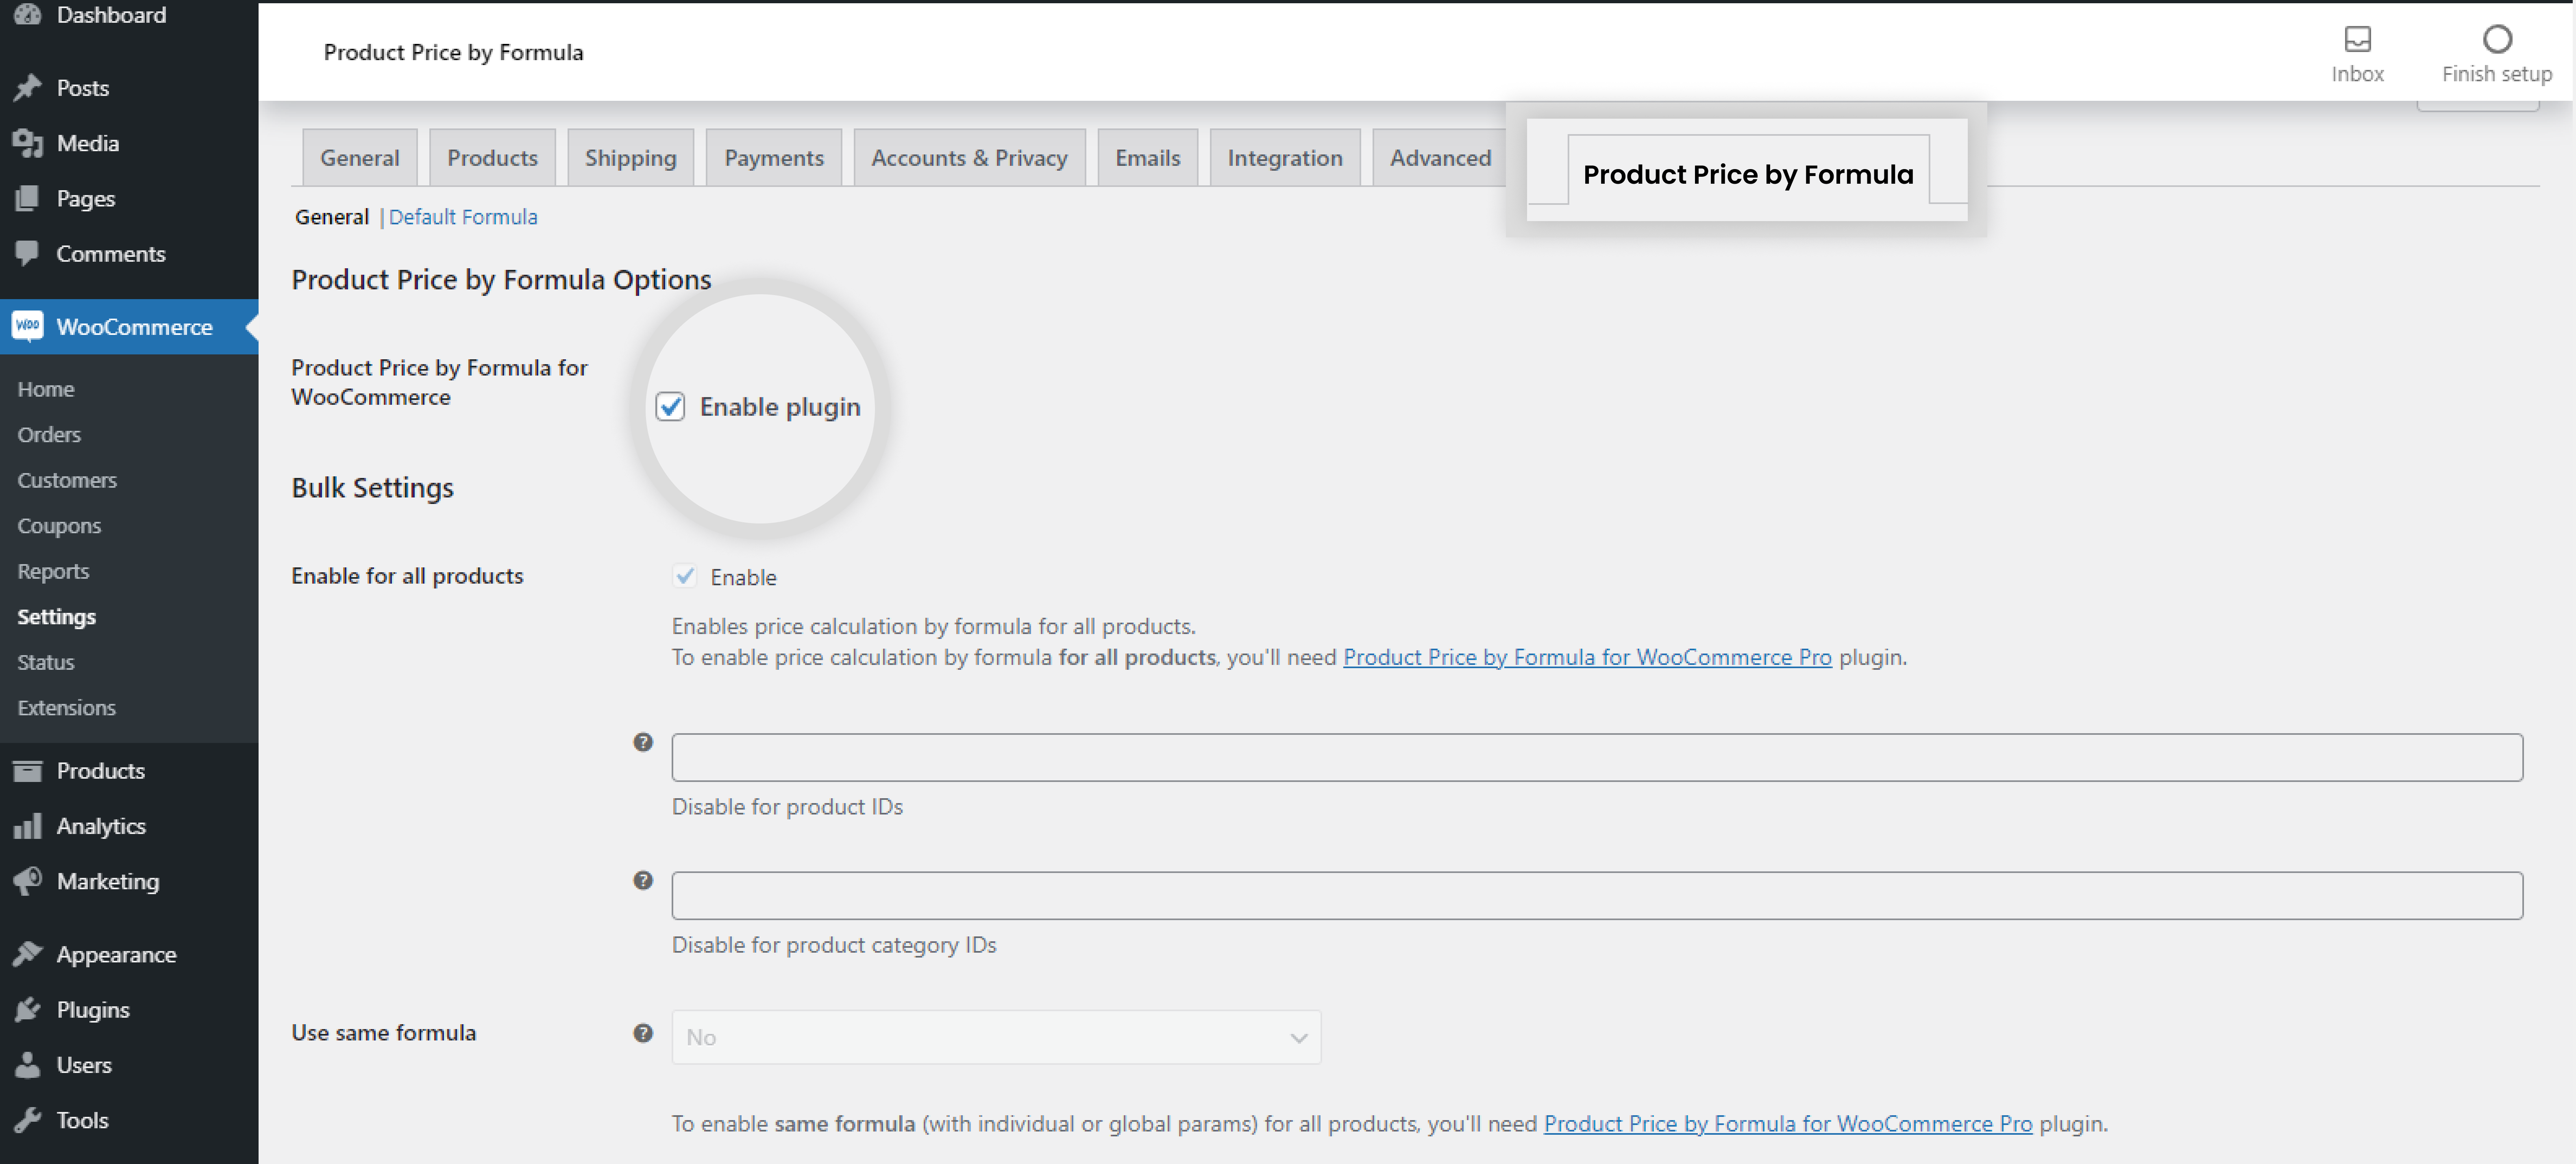 Dashboard
Posts
Media
Pages
Comments
Woo WooCommerce
Home
Orders
Customers
Coupons
Reports
Settings
Status
Extensions
Products
Analytics
Marketing
Appearance
Plugins
Users
Tools
Product Price by Formula
Inbox
Finish setup
General Products Shipping Payments Accounts & Privacy Emails Integration Advanced Product Price by Formula
General | Default Formula
Product Price by Formula Options
Product Price by Formula for
WooCommerce
Enable plugin
Bulk Settings
Enable for all products
Enable
Enables price calculation by formula for all products.
To enable price calculation by formula for all products, you'll need Product Price by Formula for WooCommerce Pro plugin.
?
Disable for product IDs
?
Disable for product category IDs
Use same formula
?
No
To enable same formula (with individual or global params) for all products, you'll need Product Price by Formula for WooCommerce Pro plugin.